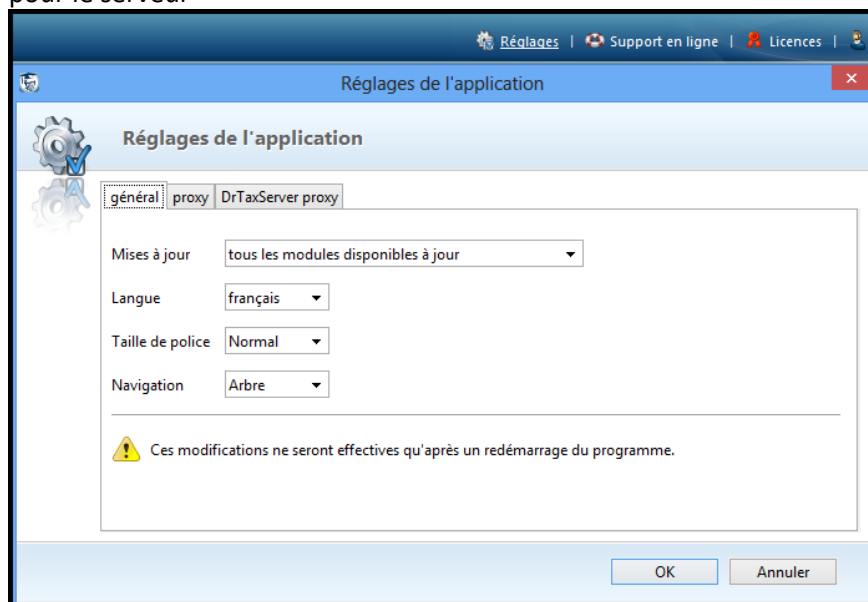 pour le serveur
Réglages | Support en ligne | Licences |
Réglages de l'application
Réglages de l'application
général proxy DrTaxServer proxy
Mises à jour tous les modules disponibles à jour
Langue français
Taille de police Normal
Navigation Arbre
Ces modifications ne seront effectives qu'après un redémarrage du programme.
OK Annuler